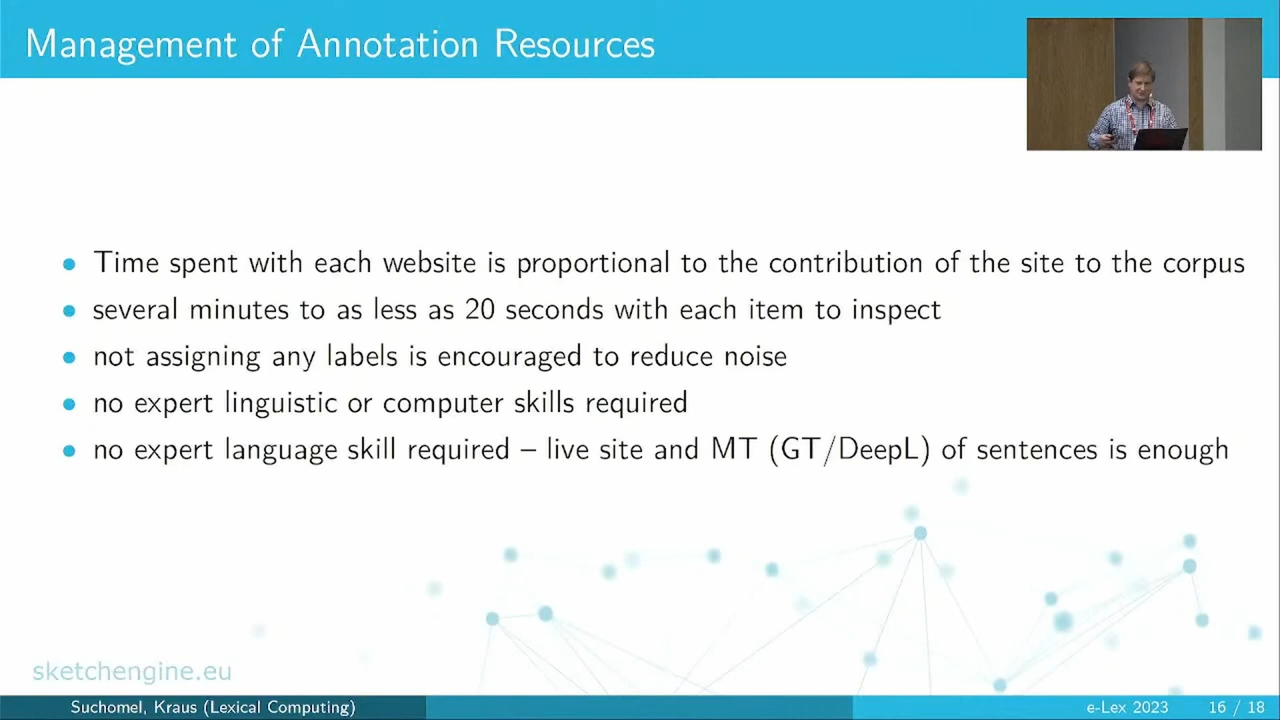 Management of Annotation Resources
Time spent with each website is proportional to the contribution of the site to the corpus
several minutes to as less as 20 seconds with each item to inspect
not assigning any labels is encouraged to reduce noise
no expert linguistic or computer skills required
no expert language skill required – live site and MT (GT/DeepL) of sentences is enough
sketchengine.eu
Suchomel, Kraus (Lexical Computing)
e-Lex 2023
16 / 18